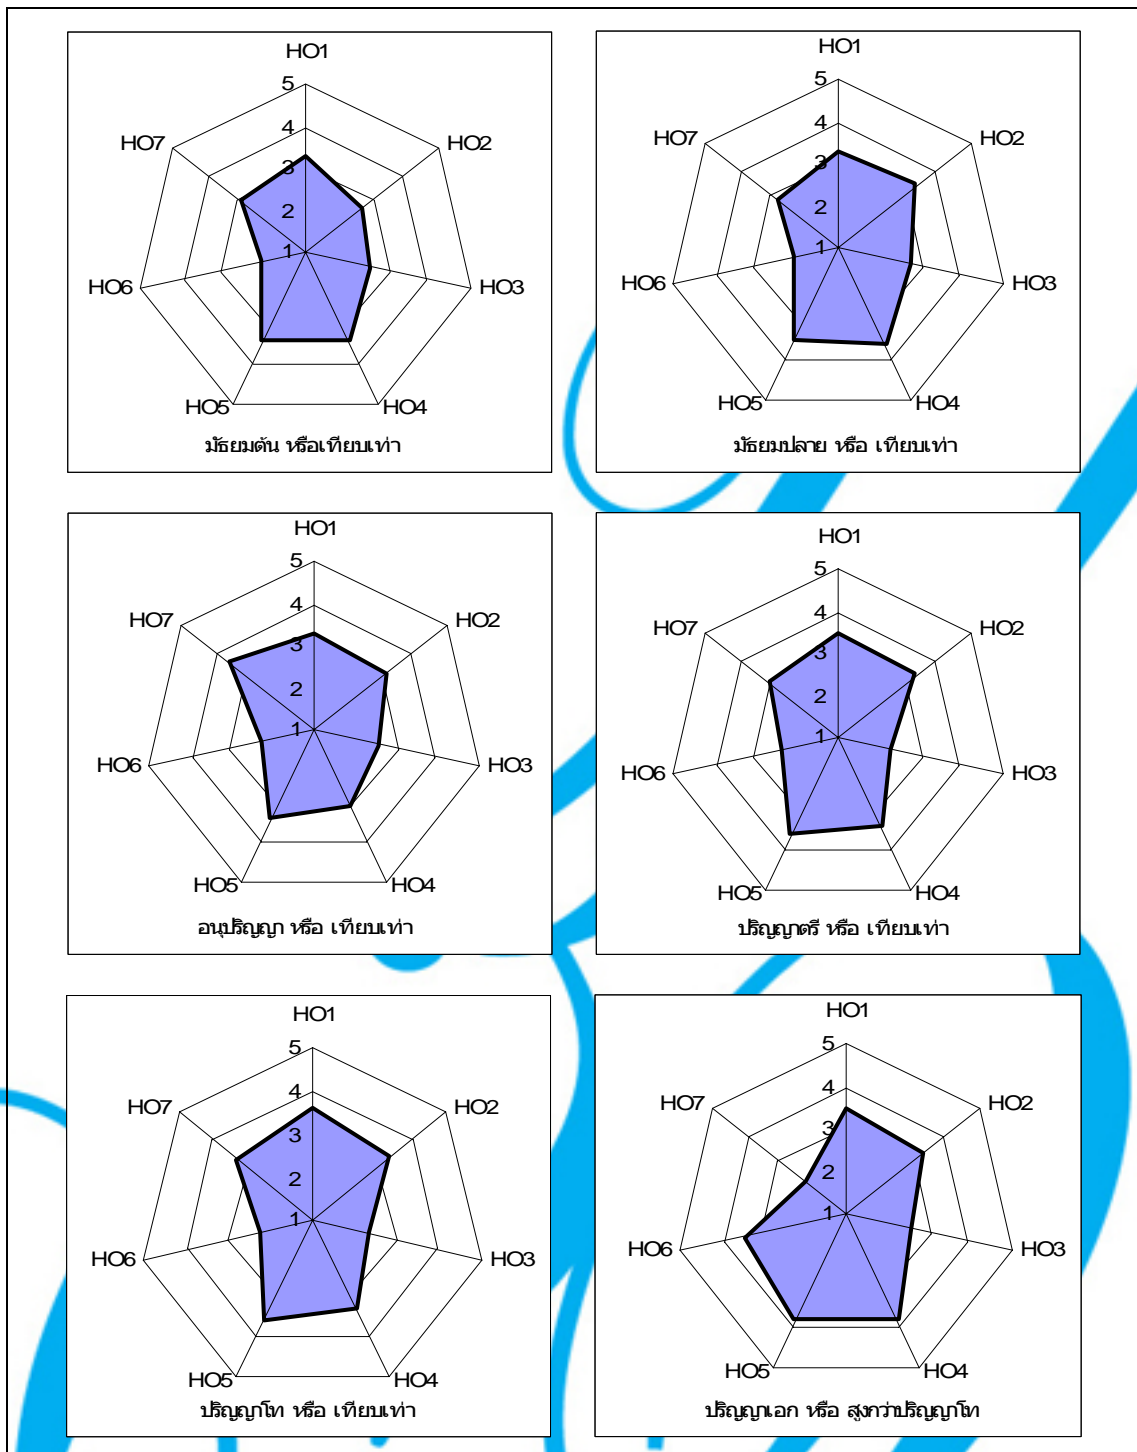 HO1
5
4
3
2
1
HO2
HO3
HO4
HO5
HO6
HO7
มัธยมต้น หรือเทียบเท่า
HO1
5
4
3
2
1
HO2
HO3
HO4
HO5
HO6
HO7
มัธยมปลาย หรือ เทียบเท่า
HO1
5
4
3
2
1
HO2
HO3
HO4
HO5
HO6
HO7
อนุปริญญา หรือ เทียบเท่า
HO1
5
4
3
2
1
HO2
HO3
HO4
HO5
HO6
HO7
ปริญญาตรี หรือ เทียบเท่า
HO1
5
4
3
2
1
HO2
HO3
HO4
HO5
HO6
HO7
ปริญญาโท หรือ เทียบเท่า
HO1
5
4
3
2
1
HO2
HO3
HO4
HO5
HO6
HO7
ปริญญาเอก หรือ สูงกว่าปริญญาโท